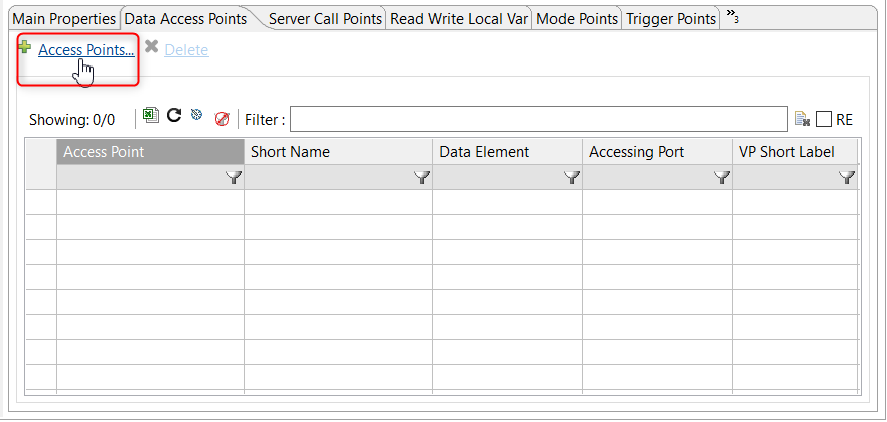 Main Properties Data Access Points Server Call Points Read Write Local Var Mode Points Trigger Points »3
Access Points... Delete
Showing: 0/0 Filter : RE
Access Point Short Name Data Element Accessing Port VP Short Label